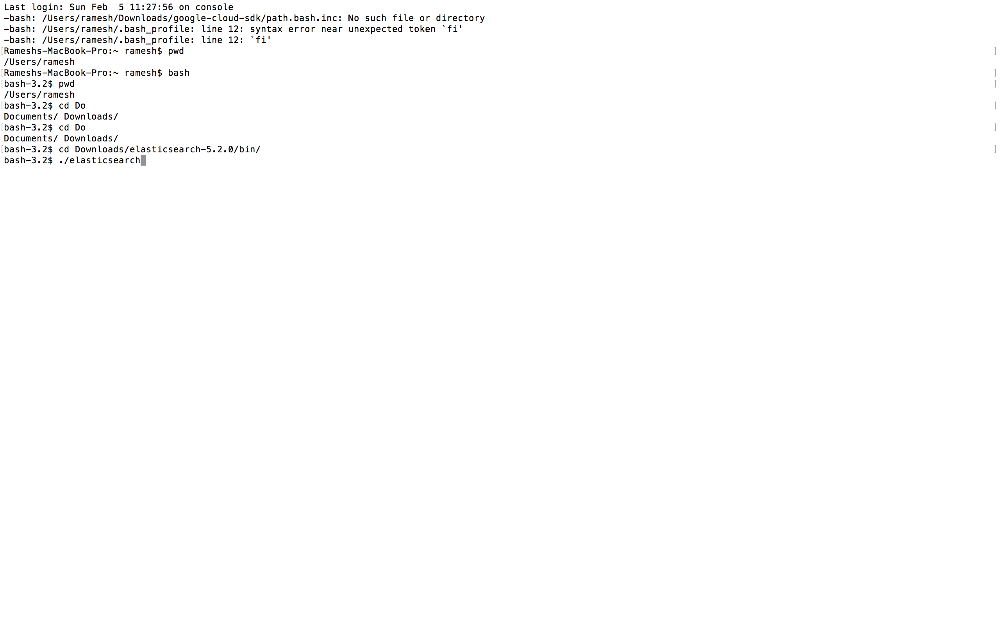 Last login: Sun Feb  5 11:27:56 on console
-bash: /Users/ramesh/Downloads/google-cloud-sdk/path.bash.inc: No such file or directory
-bash: /Users/ramesh/.bash_profile: line 12: syntax error near unexpected token `fi'
-bash: /Users/ramesh/.bash_profile: line 12: `fi'
[Rameshs-MacBook-Pro:~ ramesh$ pwd ]
/Users/ramesh
[Rameshs-MacBook-Pro:~ ramesh$ bash ]
[bash-3.2$ pwd ]
/Users/ramesh
[bash-3.2$ cd Do ]
Documents/ Downloads/
[bash-3.2$ cd Do ]
Documents/ Downloads/
[bash-3.2$ cd Downloads/elasticsearch-5.2.0/bin/ ]
bash-3.2$ ./elasticsearch